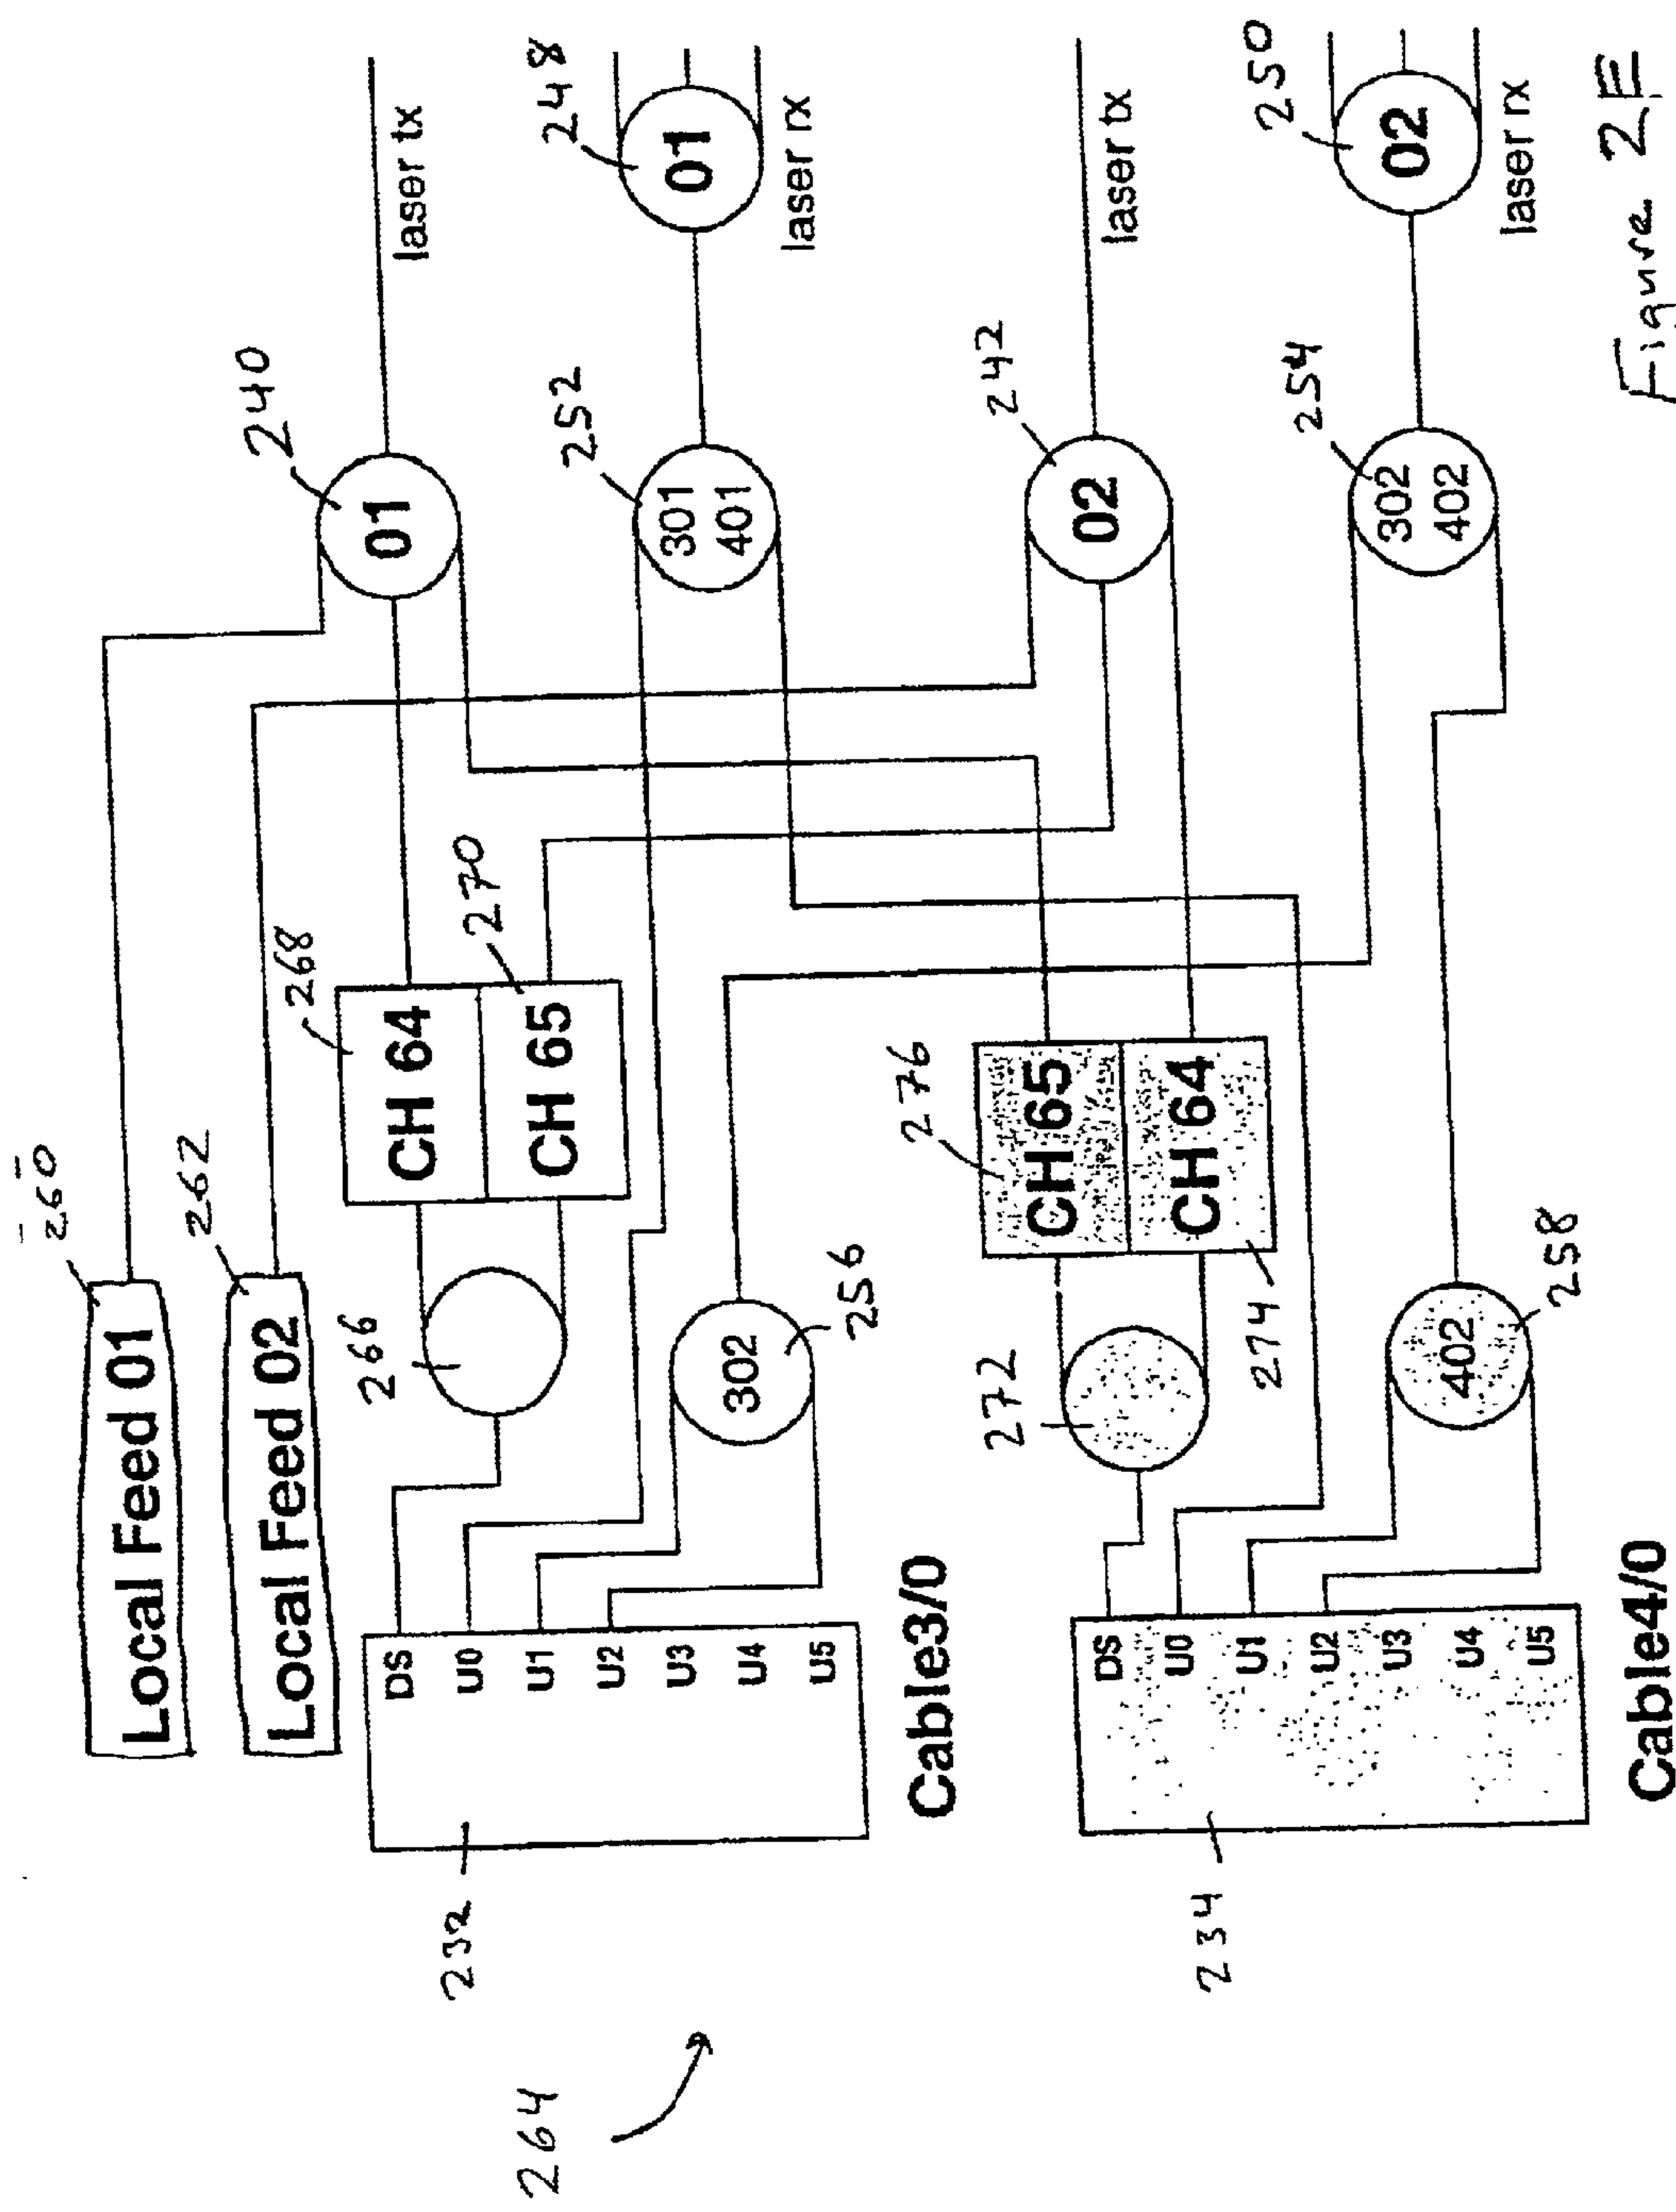 260
Local Feed 01
262
Local Feed 02
240
01
laser tx
268
CH 64
270
CH 65
266
252
301
401
248
01
laser rx
232
DS
U0
U1
U2
U3
U4
U5
Cable3/0
302
256
242
02
laser tx
276
CH 65
CH 64
274
272
254
302
402
250
02
laser rx
234
DS
U0
U1
U2
U3
U4
U5
Cable4/0
402
258
264
Figure 2E